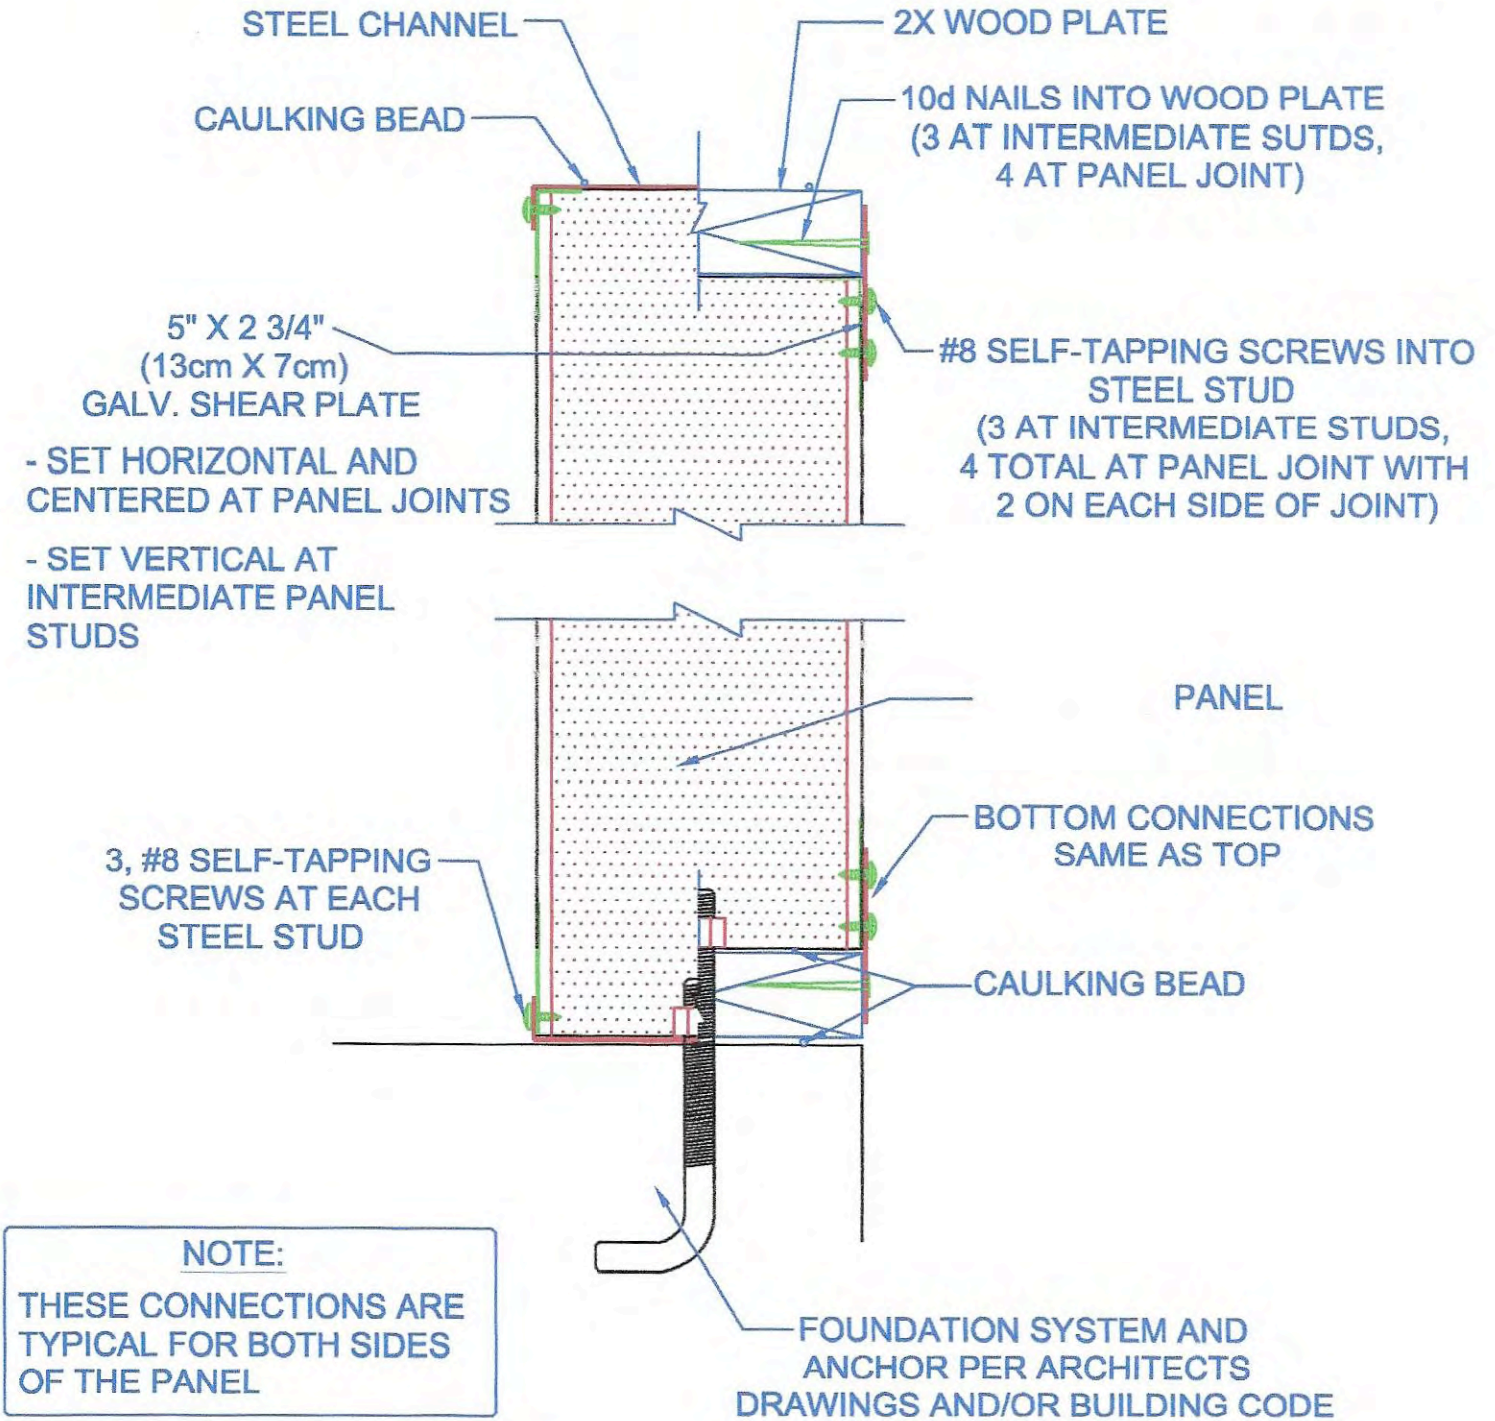 STEEL CHANNEL
2X WOOD PLATE
CAULKING BEAD
10d NAILS INTO WOOD PLATE
(3 AT INTERMEDIATE SUTDS,
4 AT PANEL JOINT)
5" X 2 3/4"
(13cm X 7cm)
GALV. SHEAR PLATE
- SET HORIZONTAL AND
CENTERED AT PANEL JOINTS
- SET VERTICAL AT
INTERMEDIATE PANEL
STUDS
#8 SELF-TAPPING SCREWS INTO
STEEL STUD
(3 AT INTERMEDIATE STUDS,
4 TOTAL AT PANEL JOINT WITH
2 ON EACH SIDE OF JOINT)
PANEL
BOTTOM CONNECTIONS
SAME AS TOP
3, #8 SELF-TAPPING
SCREWS AT EACH
STEEL STUD
CAULKING BEAD
NOTE:
THESE CONNECTIONS ARE
TYPICAL FOR BOTH SIDES
OF THE PANEL
FOUNDATION SYSTEM AND
ANCHOR PER ARCHITECTS
DRAWINGS AND/OR BUILDING CODE